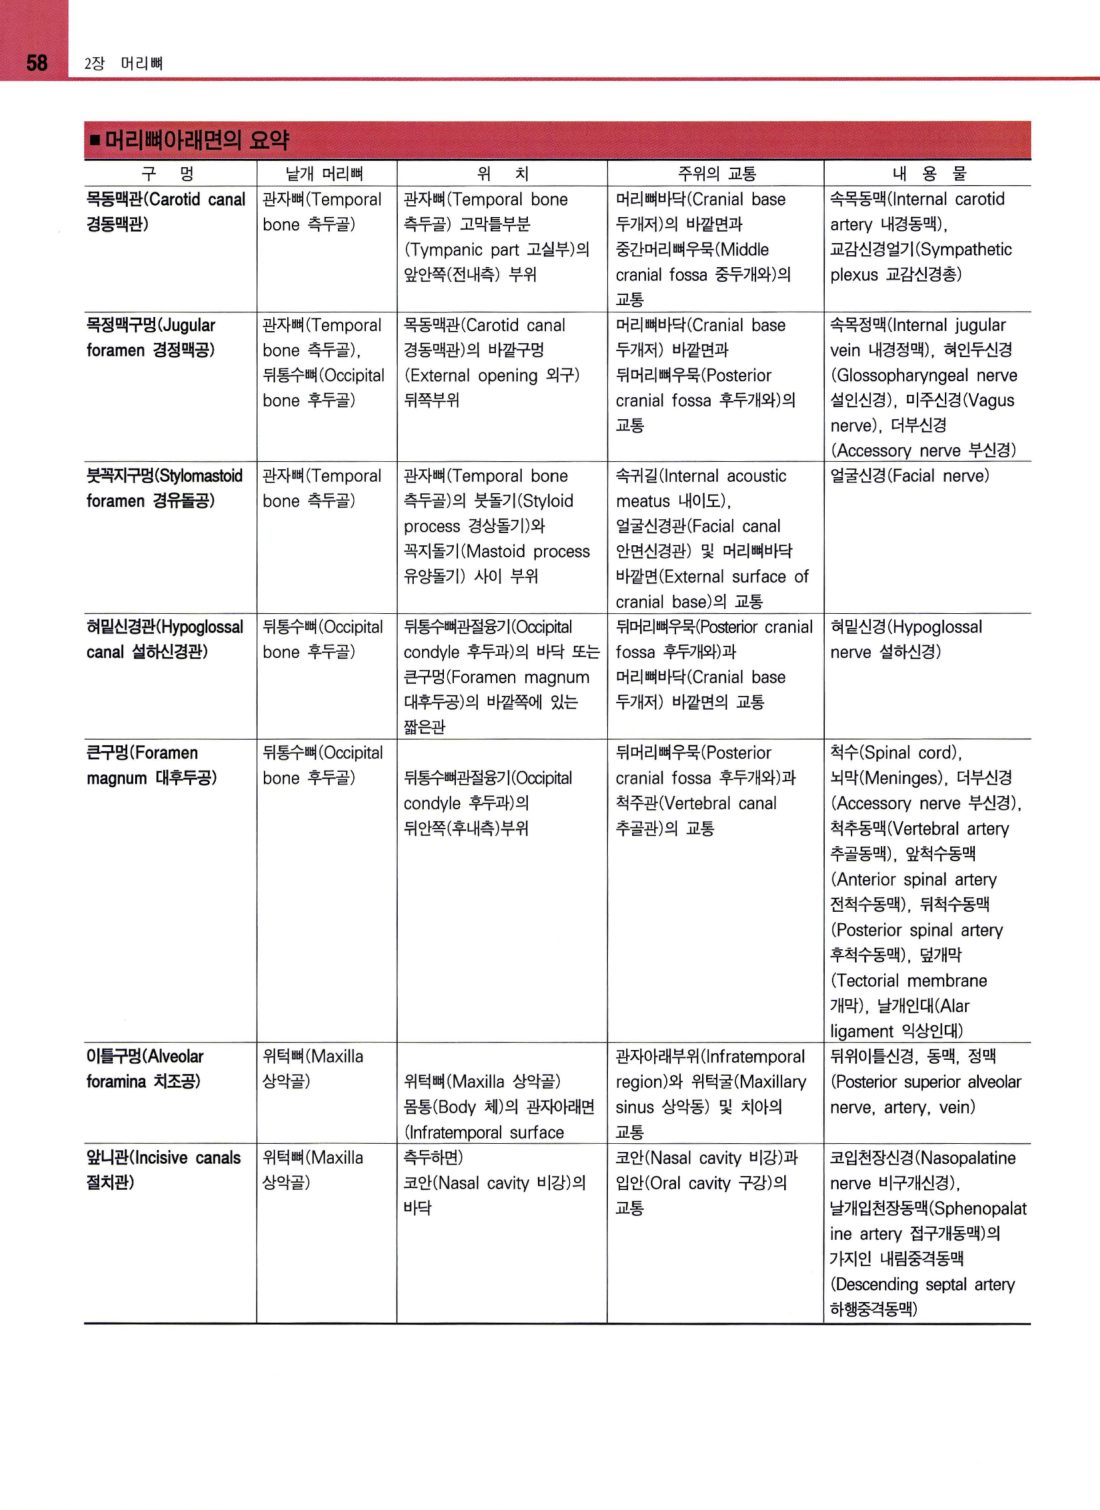 58 2장 머리뼈
■ 머리뼈아래면의 요약
구 멍
낱개 머리뼈
위 치
주위의 교통
내 용 물
목동맥관(Carotid canal
경동맥관)
관자뼈(Temporal
bone 측두골)
관자뼈(Temporal bone
측두골) 고막틀부분
(Tympanic part 고실부)의
앞안쪽(전내측) 부위
머리뼈바닥(Cranial base
두개저)의 바깥면과
중간머리뼈우묵(Middle
cranial fossa 중두개와)의
교통
속목동맥(Internal carotid
artery 내경동맥),
교감신경얼기(Sympathetic
plexus 교감신경총)
목정맥구멍(Jugular
foramen 경정맥공)
관자뼈(Temporal
bone 측두골),
뒤통수뼈(Occipital
bone 후두골)
목동맥관(Carotid canal
경동맥관)의 바깥구멍
(External opening 외구)
뒤쪽부위
머리뼈바닥(Cranial base
두개저) 바깥면과
뒤머리뼈우묵(Posterior
cranial fossa 후두개와)의
교통
속목정맥(Internal jugular
vein 내경정맥), 혀인두신경
(Glossopharyngeal nerve
설인신경), 미주신경(Vagus
nerve), 더부신경
(Accessory nerve 부신경)
붓꼭지구멍(Stylomastoid
foramen 경유돌공)
관자뼈(Temporal
bone 측두골)
관자뼈(Temporal bone
측두골)의 붓돌기(Styloid
process 경상돌기)와
꼭지돌기(Mastoid process
유양돌기) 사이 부위
속귀길(Internal acoustic
meatus 내이도),
얼굴신경관(Facial canal
안면신경관) 및 머리뼈바닥
바깥면(External surface of
cranial base)의 교통
얼굴신경(Facial nerve)
혀밑신경관(Hypoglossal
canal 설하신경관)
뒤통수뼈(Occipital
bone 후두골)
뒤통수뼈관절융기(Occipital
condyle 후두과)의 바닥 또는
큰구멍(Foramen magnum
대후두공)의 바깥쪽에 있는
짧은관
뒤머리뼈우묵(Posterior cranial
fossa 후두개와)과
머리뼈바닥(Cranial base
두개저) 바깥면의 교통
혀밑신경(Hypoglossal
nerve 설하신경)
큰구멍(Foramen
magnum 대후두공)
뒤통수뼈(Occipital
bone 후두골)
뒤통수뼈관절융기(Occipital
condyle 후두과)의
뒤안쪽(후내측)부위
뒤머리뼈우묵(Posterior
cranial fossa 후두개와)과
척주관(Vertebral canal
추골관)의 교통
척수(Spinal cord),
뇌막(Meninges), 더부신경
(Accessory nerve 부신경),
척추동맥(Vertebral artery
추골동맥), 앞척수동맥
(Anterior spinal artery
전척수동맥), 뒤척수동맥
(Posterior spinal artery
후척수동맥), 덮개막
(Tectorial membrane
개막), 날개인대(Alar
ligament 익상인대)
이틀구멍(Alveolar
foramina 치조공)
위턱뼈(Maxilla
상악골)
위턱뼈(Maxilla 상악골)
몸통(Body 체)의 관자아래면
(Infratemporal surface
관자아래부위(Infratemporal
region)와 위턱굴(Maxillary
sinus 상악동) 및 치아의
교통
뒤위이틀신경, 동맥, 정맥
(Posterior superior alveolar
nerve, artery, vein)
앞니관(Incisive canals
절치관)
위턱뼈(Maxilla
상악골)
측두하면)
코안(Nasal cavity 비강)의
바닥
코안(Nasal cavity 비강)과
입안(Oral cavity 구강)의
교통
코입천장신경(Nasopalatine
nerve 비구개신경),
날개입천장동맥(Sphenopalat
ine artery 접구개동맥)의
가지인 내림중격동맥
(Descending septal artery
하행중격동맥)